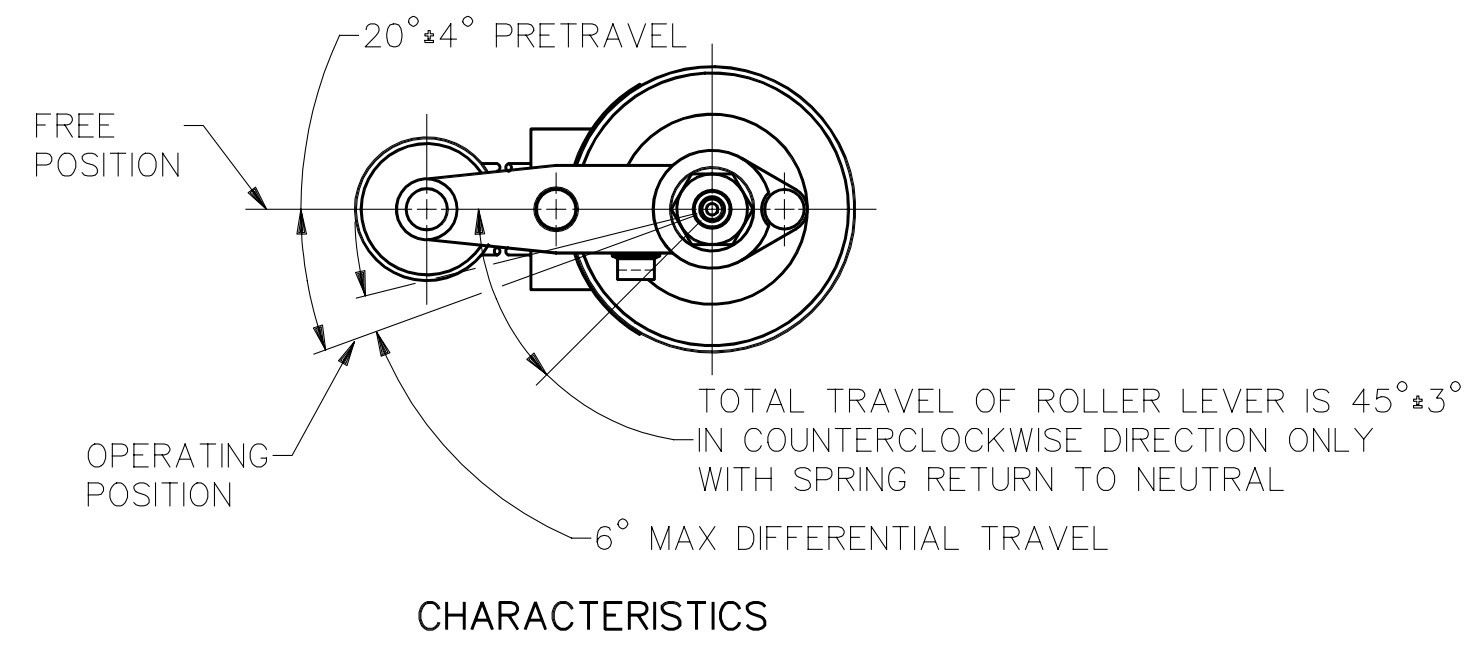 20°±4° PRETRAVEL
FREE
POSITION
TOTAL TRAVEL OF ROLLER LEVER IS 45°±3°
IN COUNTERCLOCKWISE DIRECTION ONLY
WITH SPRING RETURN TO NEUTRAL
OPERATING
POSITION
6° MAX DIFFERENTIAL TRAVEL
CHARACTERISTICS